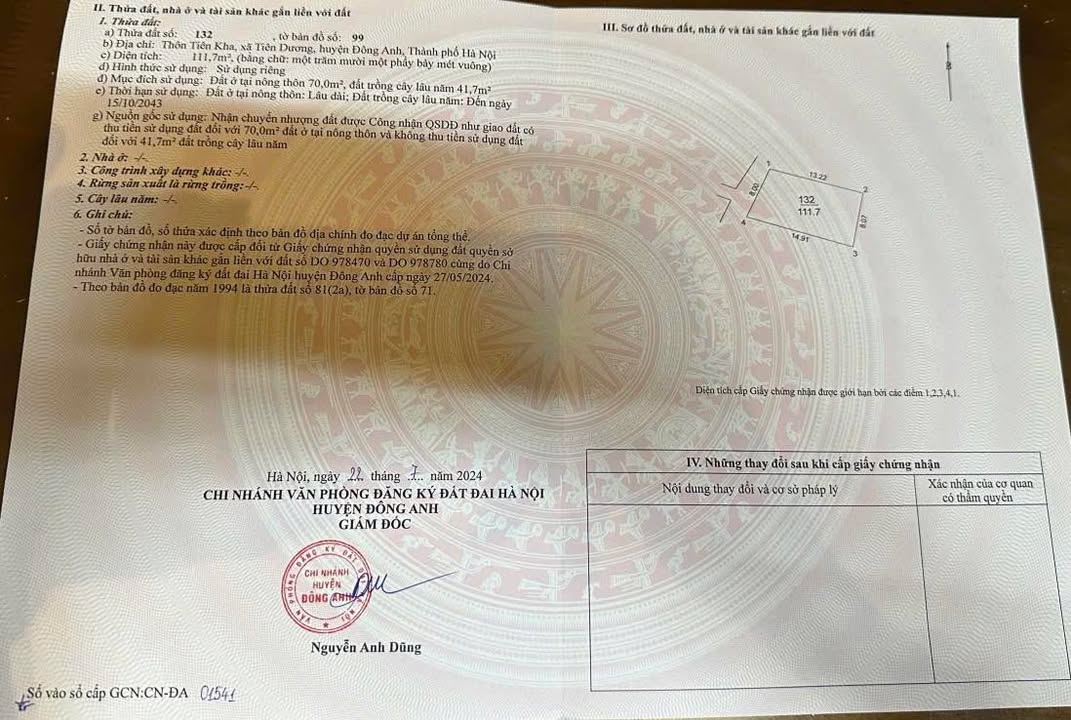 II. Thửa đất, nhà ở và tài sản khác gắn liền với đất
1. Thửa đất:
a) Thửa đất số: 132 , tờ bản đồ số: 99
b) Địa chỉ: Thôn Tiên Kha, xã Tiên Dương, huyện Đông Anh, Thành phố Hà Nội
c) Diện tích: 111,7m², (bằng chữ: một trăm mười một phẩy bảy mét vuông)
d) Hình thức sử dụng: Sử dụng riêng
đ) Mục đích sử dụng: Đất ở tại nông thôn 70,0m², đất trồng cây lâu năm 41,7m²
e) Thời hạn sử dụng: Đất ở tại nông thôn: Lâu dài; Đất trồng cây lâu năm: Đến ngày
15/10/2043
g) Nguồn gốc sử dụng: Nhận chuyển nhượng đất được Công nhận QSDĐ như giao đất có
thu tiền sử dụng đất đối với 70,0m² đất ở tại nông thôn và không thu tiền sử dụng đất
đối với 41,7m² đất trồng cây lâu năm
2. Nhà ở: -/-.
3. Công trình xây dựng khác: -/-.
4. Rừng sản xuất là rừng trồng:-/-.
5. Cây lâu năm: -/-.
6. Ghi chú:
- Số tờ bản đồ, số thửa xác định theo bản đồ địa chính đo đạc dự án tổng thể.
- Giấy chứng nhận này được cấp đổi từ Giấy chứng nhận quyền sử dụng đất quyền sở
hữu nhà ở và tài sản khác gắn liền với đất số DO 978470 và DO 978780 cùng do Chi
nhánh Văn phòng đăng ký đất đai Hà Nội huyện Đông Anh cấp ngày 27/05/2024.
- Theo bản đồ đo đạc năm 1994 là thửa đất số 81(2a), tờ bản đồ số 71.
Hà Nội, ngày 22 tháng 7 năm 2024
CHI NHÁNH VĂN PHÒNG ĐĂNG KÝ ĐẤT ĐAI HÀ NỘI
HUYỆN ĐÔNG ANH
GIÁM ĐỐC
VĂN PHÒNG ĐĂNG KÝ ĐẤT ĐAI HÀ NỘI
CHI NHÁNH
HUYỆN
ĐÔNG ANH
Nguyễn Anh Dũng
Số vào sổ cấp GCN:CN-ĐA 01541
III. Sơ đồ thửa đất, nhà ở và tài sản khác gắn liền với đất
B
1
13.22
2
8.00
132
111.7
8.07
4
14.91
3
Diện tích cấp Giấy chứng nhận được giới hạn bởi các điểm 1,2,3,4,1.
IV. Những thay đổi sau khi cấp giấy chứng nhận
Nội dung thay đổi và cơ sở pháp lý
Xác nhận của cơ quan
có thẩm quyền